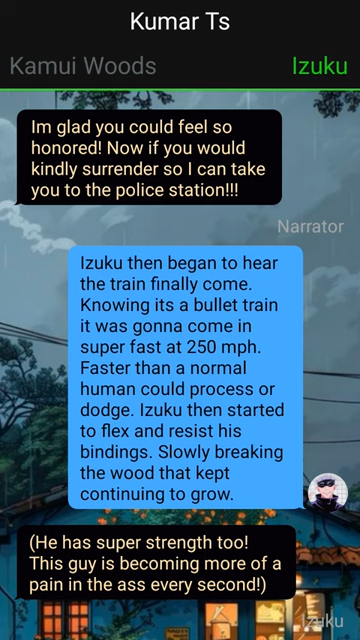 Kumar Ts
Kamui Woods
Izuku
Im glad you could feel so
honored! Now if you would
kindly surrender so I can take
you to the police station!!!
Narrator
Izuku then began to hear
the train finally come.
Knowing its a bullet train
it was gonna come in
super fast at 250 mph.
Faster than a normal
human could process or
dodge. Izuku then started
to flex and resist his
bindings. Slowly breaking
the wood that kept
continuing to grow.
(He has super strength too!
This guy is becoming more of a
pain in the ass every second!)
Izuku